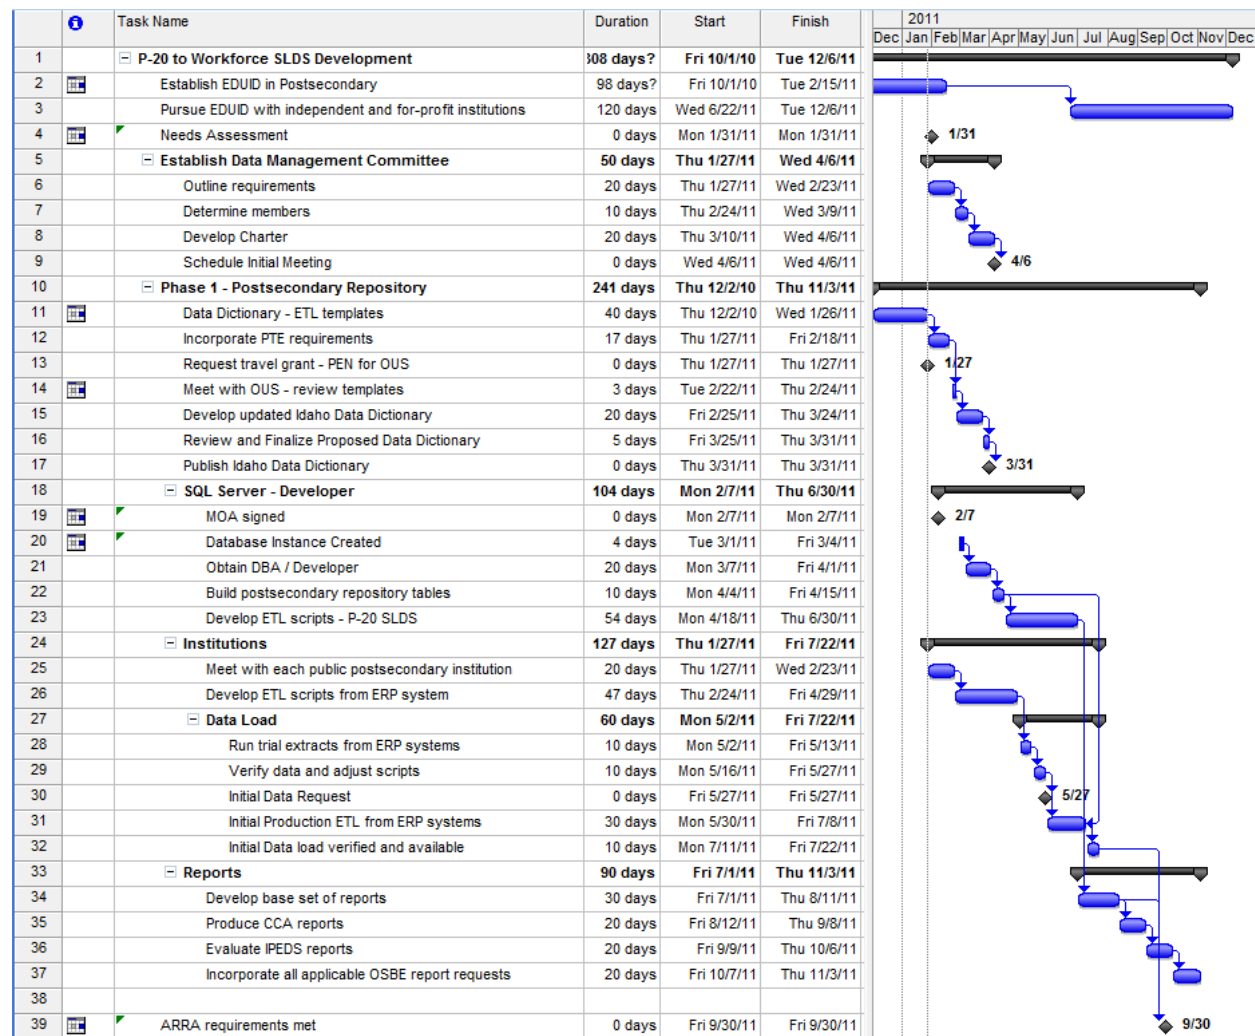 Task Name Duration Start Finish 2011
Dec Jan Feb Mar Apr May Jun Jul Aug Sep Oct Nov Dec
1 P-20 to Workforce SLDS Development 308 days? Fri 10/1/10 Tue 12/6/11
2 Establish EDUID in Postsecondary 98 days? Fri 10/1/10 Tue 2/15/11
3 Pursue EDUID with independent and for-profit institutions 120 days Wed 6/22/11 Tue 12/6/11
4 Needs Assessment 0 days Mon 1/31/11 Mon 1/31/11 1/31
5 Establish Data Management Committee 50 days Thu 1/27/11 Wed 4/6/11
6 Outline requirements 20 days Thu 1/27/11 Wed 2/23/11
7 Determine members 10 days Thu 2/24/11 Wed 3/9/11
8 Develop Charter 20 days Thu 3/10/11 Wed 4/6/11
9 Schedule Initial Meeting 0 days Wed 4/6/11 Wed 4/6/11 4/6
10 Phase 1 - Postsecondary Repository 241 days Thu 12/2/10 Thu 11/3/11
11 Data Dictionary - ETL templates 40 days Thu 12/2/10 Wed 1/26/11
12 Incorporate PTE requirements 17 days Thu 1/27/11 Fri 2/18/11
13 Request travel grant - PEN for OUS 0 days Thu 1/27/11 Thu 1/27/11 1/27
14 Meet with OUS - review templates 3 days Tue 2/22/11 Thu 2/24/11
15 Develop updated Idaho Data Dictionary 20 days Fri 2/25/11 Thu 3/24/11
16 Review and Finalize Proposed Data Dictionary 5 days Fri 3/25/11 Thu 3/31/11
17 Publish Idaho Data Dictionary 0 days Thu 3/31/11 Thu 3/31/11 3/31
18 SQL Server - Developer 104 days Mon 2/7/11 Thu 6/30/11
19 MOA signed 0 days Mon 2/7/11 Mon 2/7/11 2/7
20 Database Instance Created 4 days Tue 3/1/11 Fri 3/4/11
21 Obtain DBA / Developer 20 days Mon 3/7/11 Fri 4/1/11
22 Build postsecondary repository tables 10 days Mon 4/4/11 Fri 4/15/11
23 Develop ETL scripts - P-20 SLDS 54 days Mon 4/18/11 Thu 6/30/11
24 Institutions 127 days Thu 1/27/11 Fri 7/22/11
25 Meet with each public postsecondary institution 20 days Thu 1/27/11 Wed 2/23/11
26 Develop ETL scripts from ERP system 47 days Thu 2/24/11 Fri 4/29/11
27 Data Load 60 days Mon 5/2/11 Fri 7/22/11
28 Run trial extracts from ERP systems 10 days Mon 5/2/11 Fri 5/13/11
29 Verify data and adjust scripts 10 days Mon 5/16/11 Fri 5/27/11
30 Initial Data Request 0 days Fri 5/27/11 Fri 5/27/11 5/27
31 Initial Production ETL from ERP systems 30 days Mon 5/30/11 Fri 7/8/11
32 Initial Data load verified and available 10 days Mon 7/11/11 Fri 7/22/11
33 Reports 90 days Fri 7/1/11 Thu 11/3/11
34 Develop base set of reports 30 days Fri 7/1/11 Thu 8/11/11
35 Produce CCA reports 20 days Fri 8/12/11 Thu 9/8/11
36 Evaluate IPEDS reports 20 days Fri 9/9/11 Thu 10/6/11
37 Incorporate all applicable OSBE report requests 20 days Fri 10/7/11 Thu 11/3/11
38
39 ARRA requirements met 0 days Fri 9/30/11 Fri 9/30/11 9/30